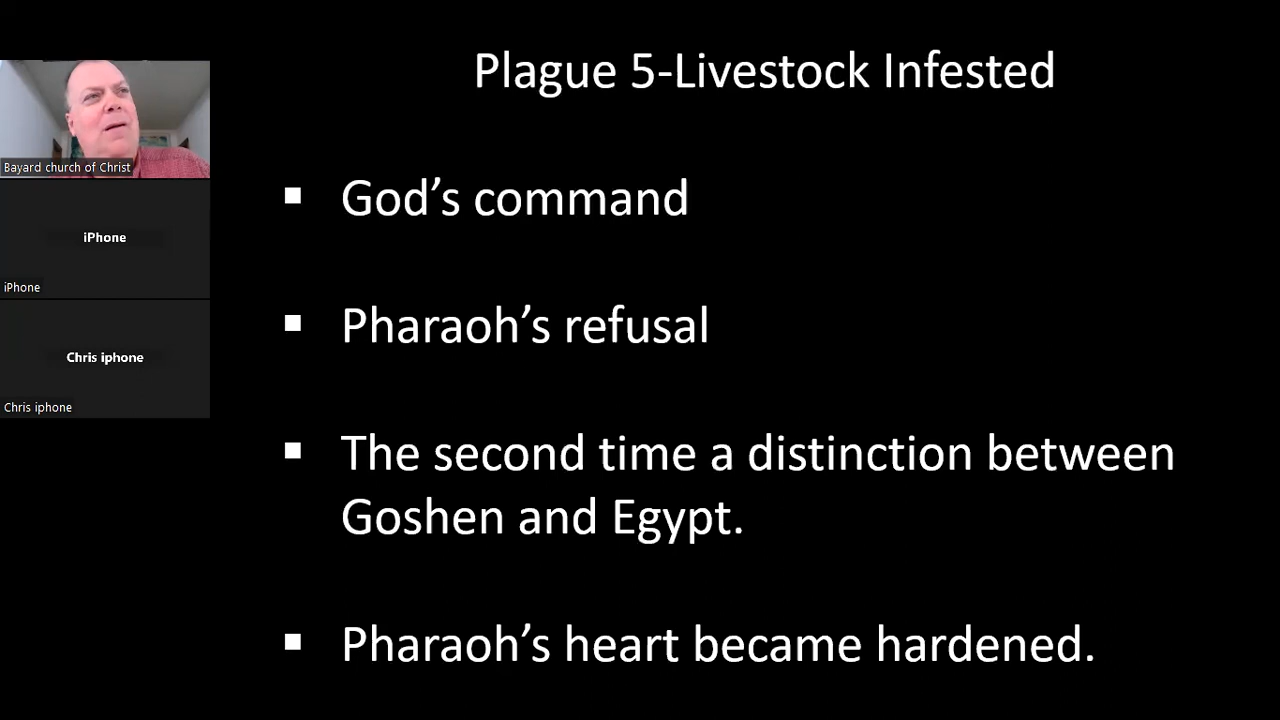 Plague 5-Livestock Infested
Bayard church of Christ
God’s command
iPhone
iPhone
Pharaoh’s refusal
Chris iphone
Chris iphone
The second time a distinction between
Goshen and Egypt.
Pharaoh’s heart became hardened.